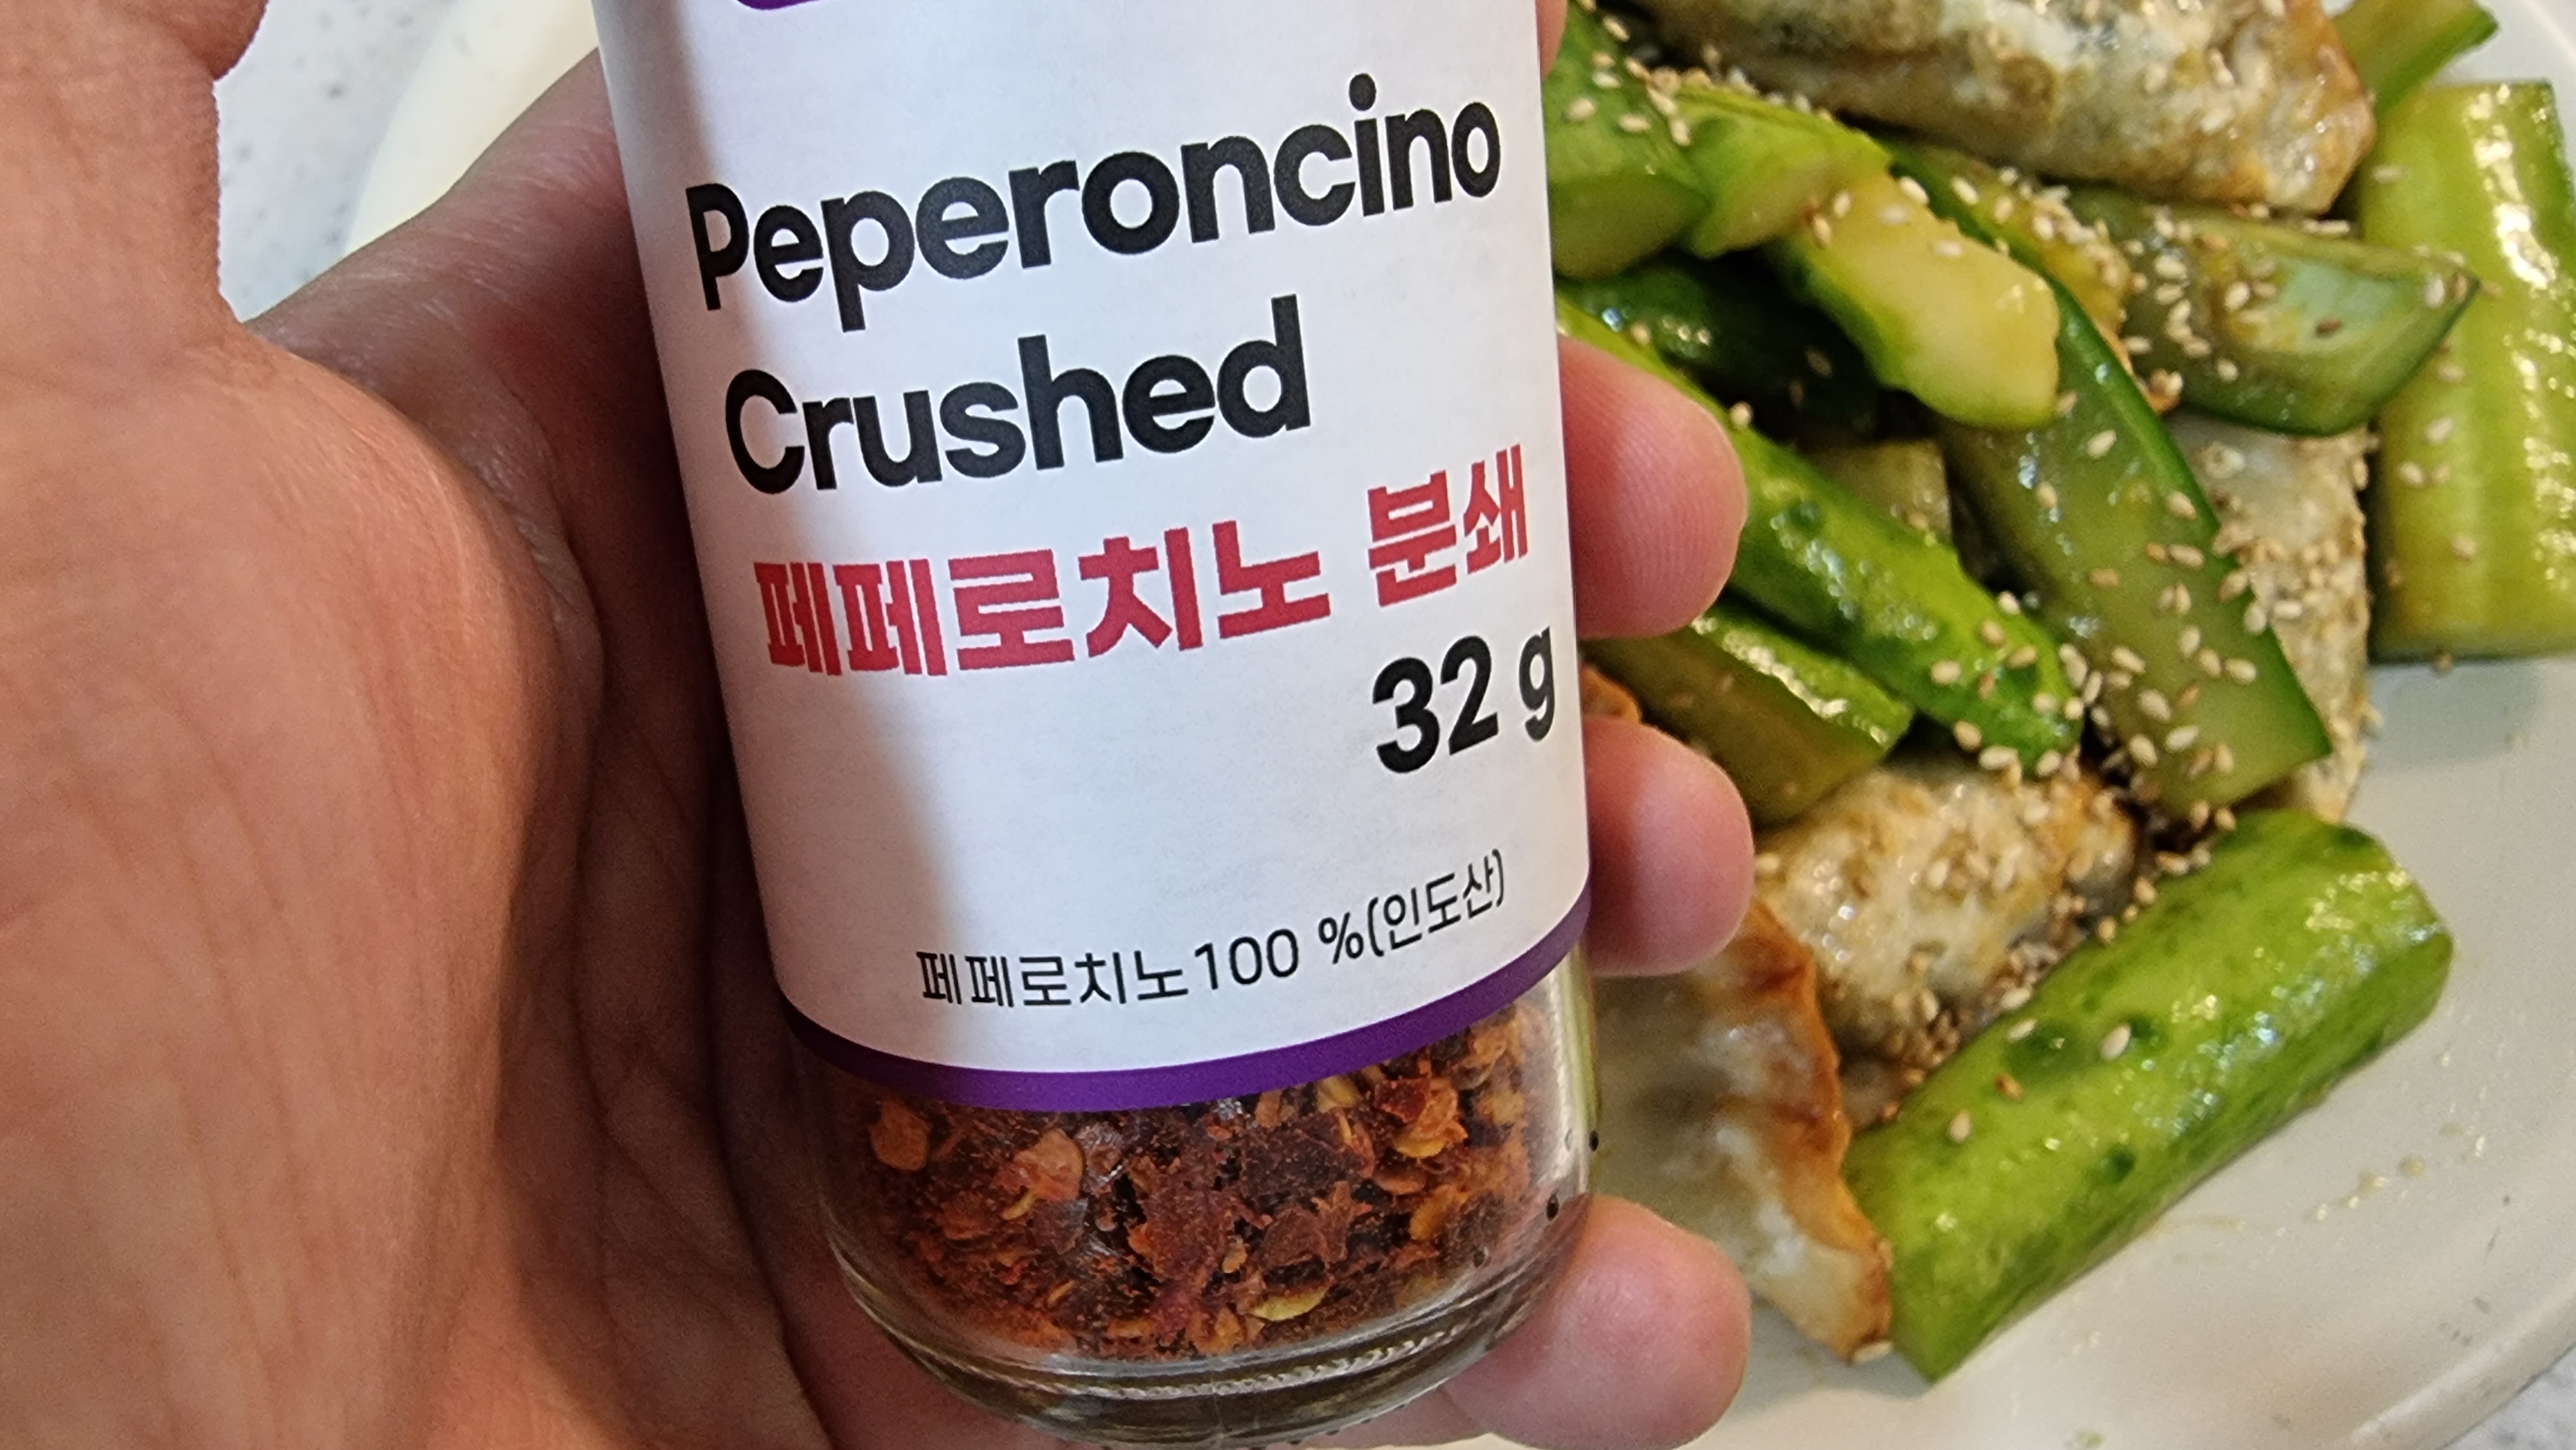 Peperoncino
Crushed
페페로치노 분쇄
32 g
페페로치노100 %(인도산)